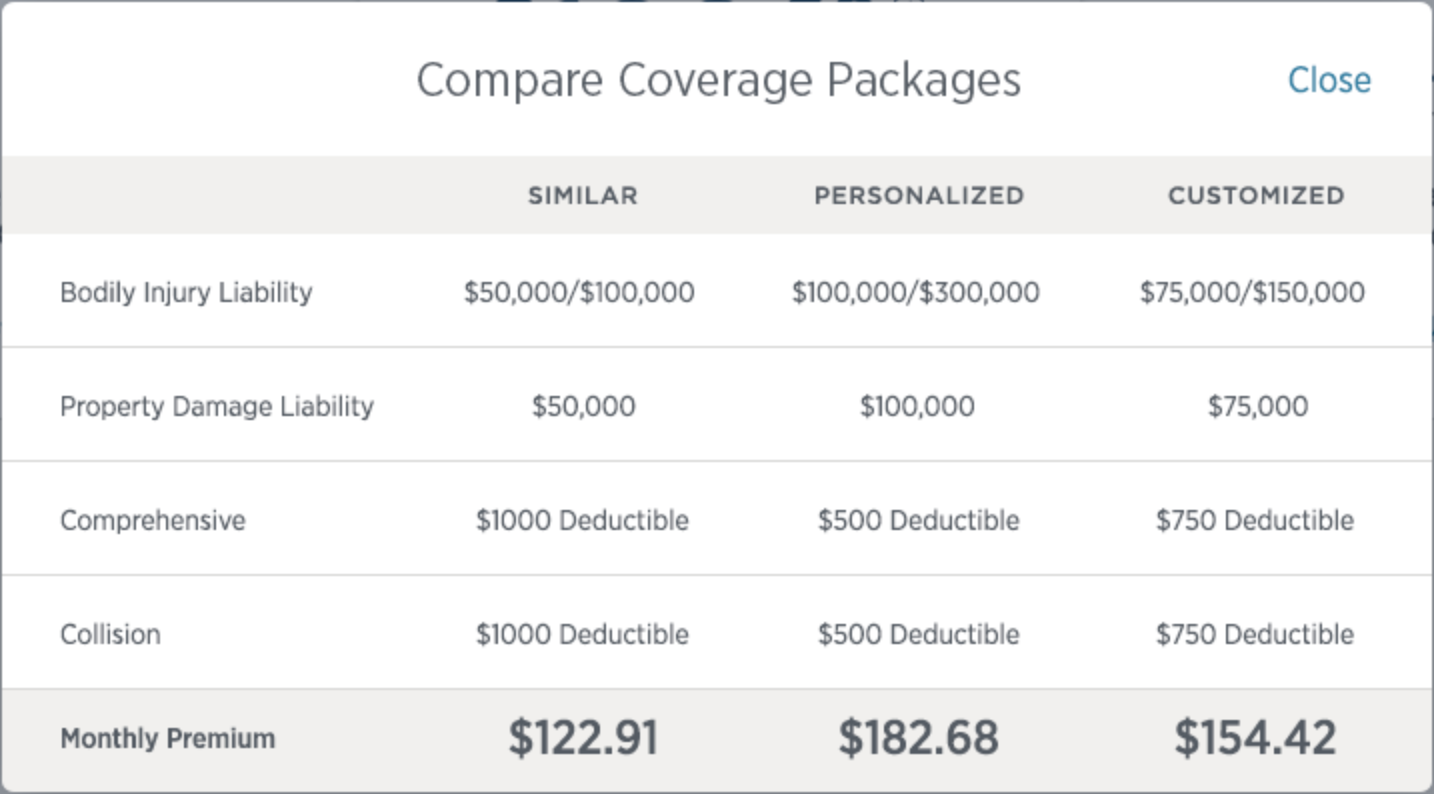 Compare Coverage Packages Close
SIMILAR PERSONALIZED CUSTOMIZED
Bodily Injury Liability $50,000/$100,000 $100,000/$300,000 $75,000/$150,000
Property Damage Liability $50,000 $100,000 $75,000
Comprehensive $1000 Deductible $500 Deductible $750 Deductible
Collision $1000 Deductible $500 Deductible $750 Deductible
Monthly Premium $122.91 $182.68 $154.42